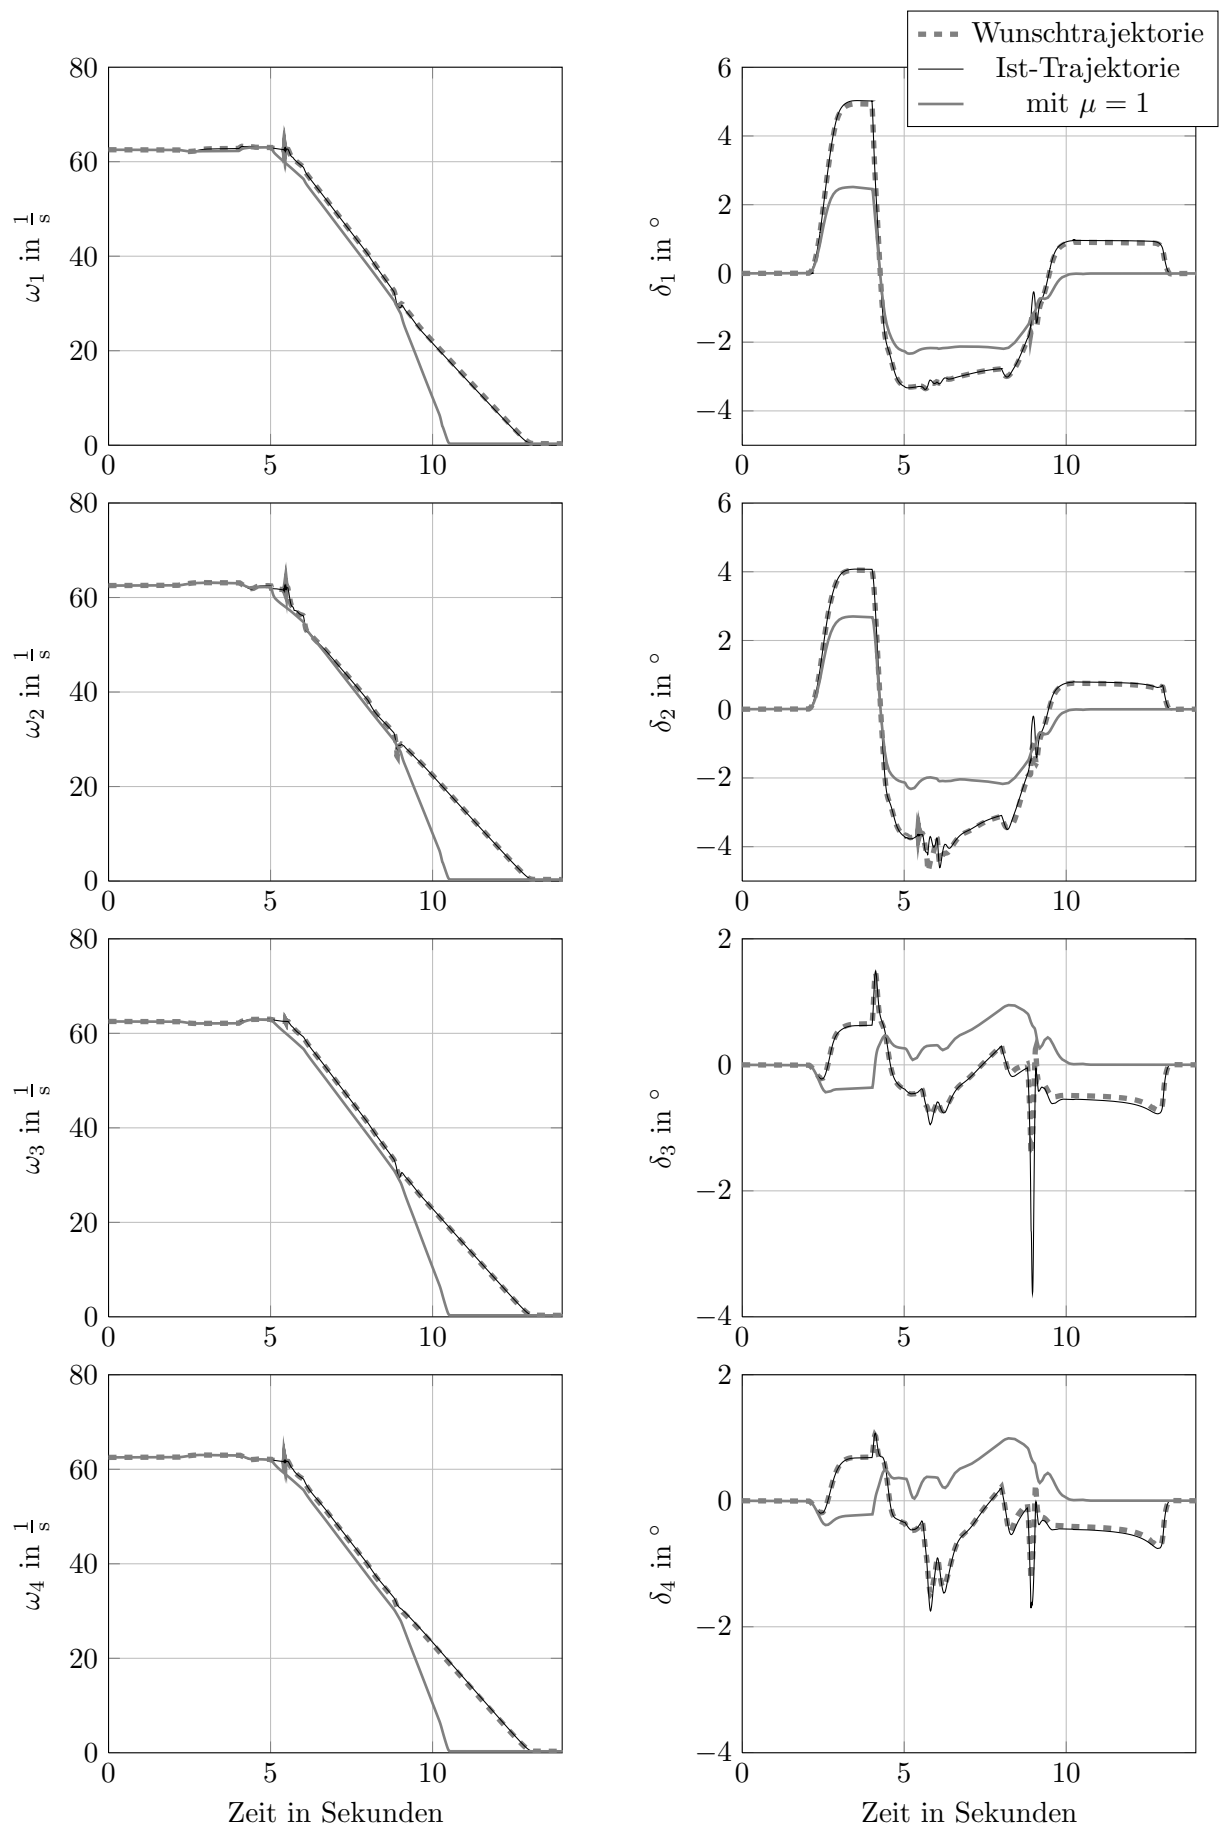 Wunschtrajektorie
Ist-Trajektorie
mit μ = 1
80
60
40
20
0
0 5 10
ω₁ in 1/s
6
4
2
0
−2
−4
0 5 10
δ₁ in °
80
60
40
20
0
0 5 10
ω₂ in 1/s
6
4
2
0
−2
−4
0 5 10
δ₂ in °
80
60
40
20
0
0 5 10
ω₃ in 1/s
2
0
−2
−4
0 5 10
δ₃ in °
80
60
40
20
0
0 5 10
ω₄ in 1/s
Zeit in Sekunden
2
0
−2
−4
0 5 10
δ₄ in °
Zeit in Sekunden